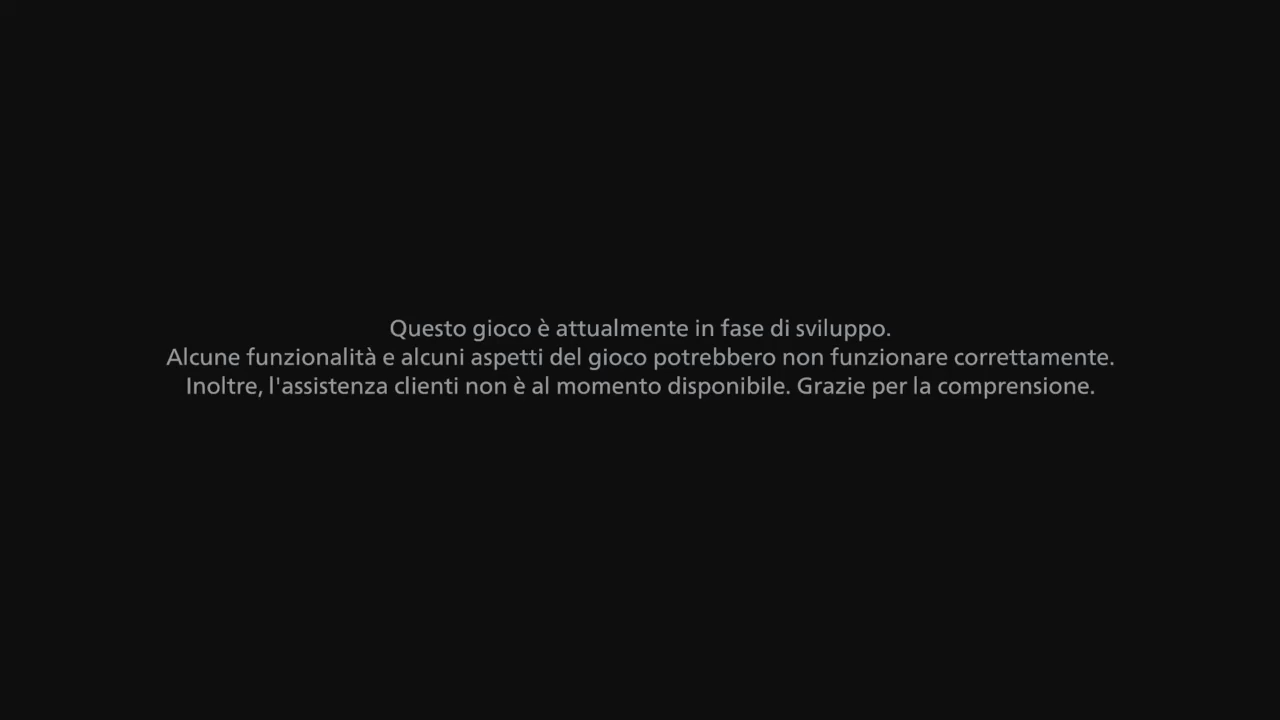 Questo gioco è attualmente in fase di sviluppo.
Alcune funzionalità e alcuni aspetti del gioco potrebbero non funzionare correttamente.
Inoltre, l'assistenza clienti non è al momento disponibile. Grazie per la comprensione.